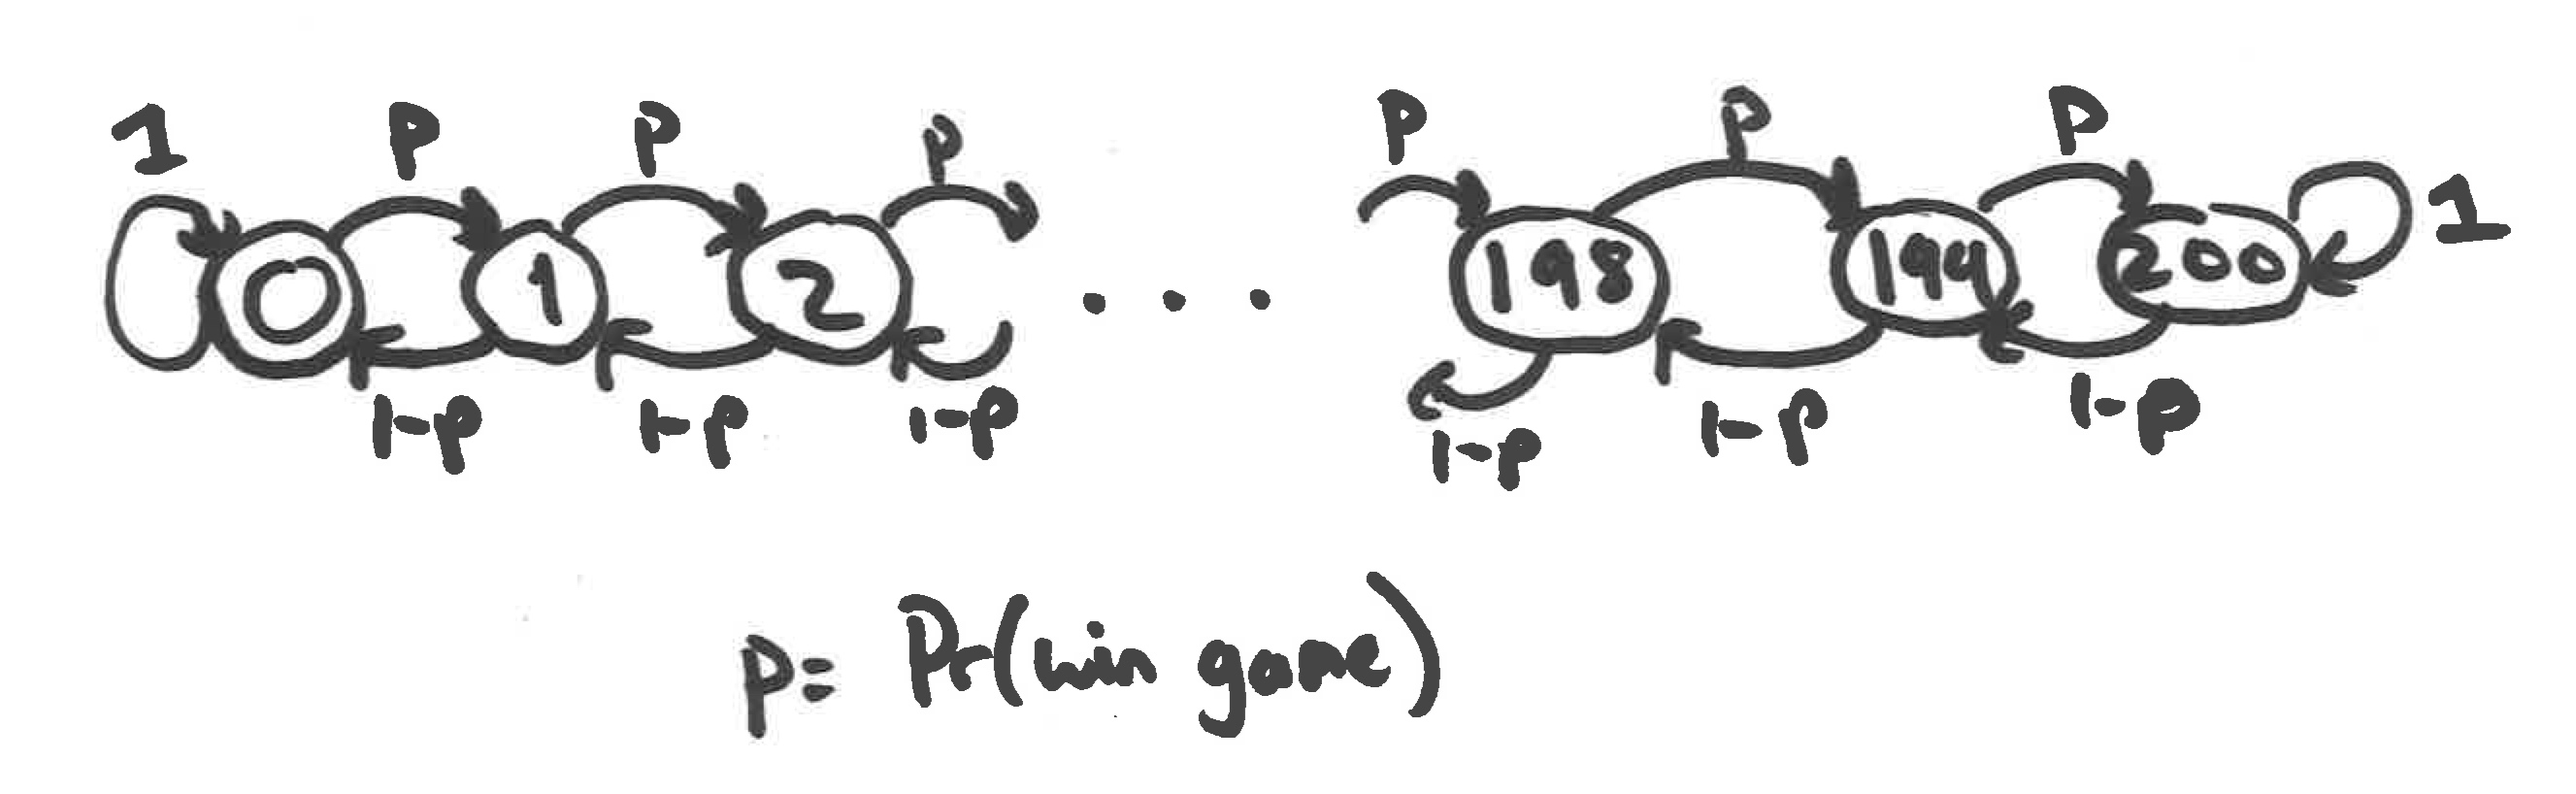 1 P P P P P P 1
0 1 2 ... 198 199 200
1-P 1-P 1-P 1-P 1-P 1-P
P= Pr(win game)